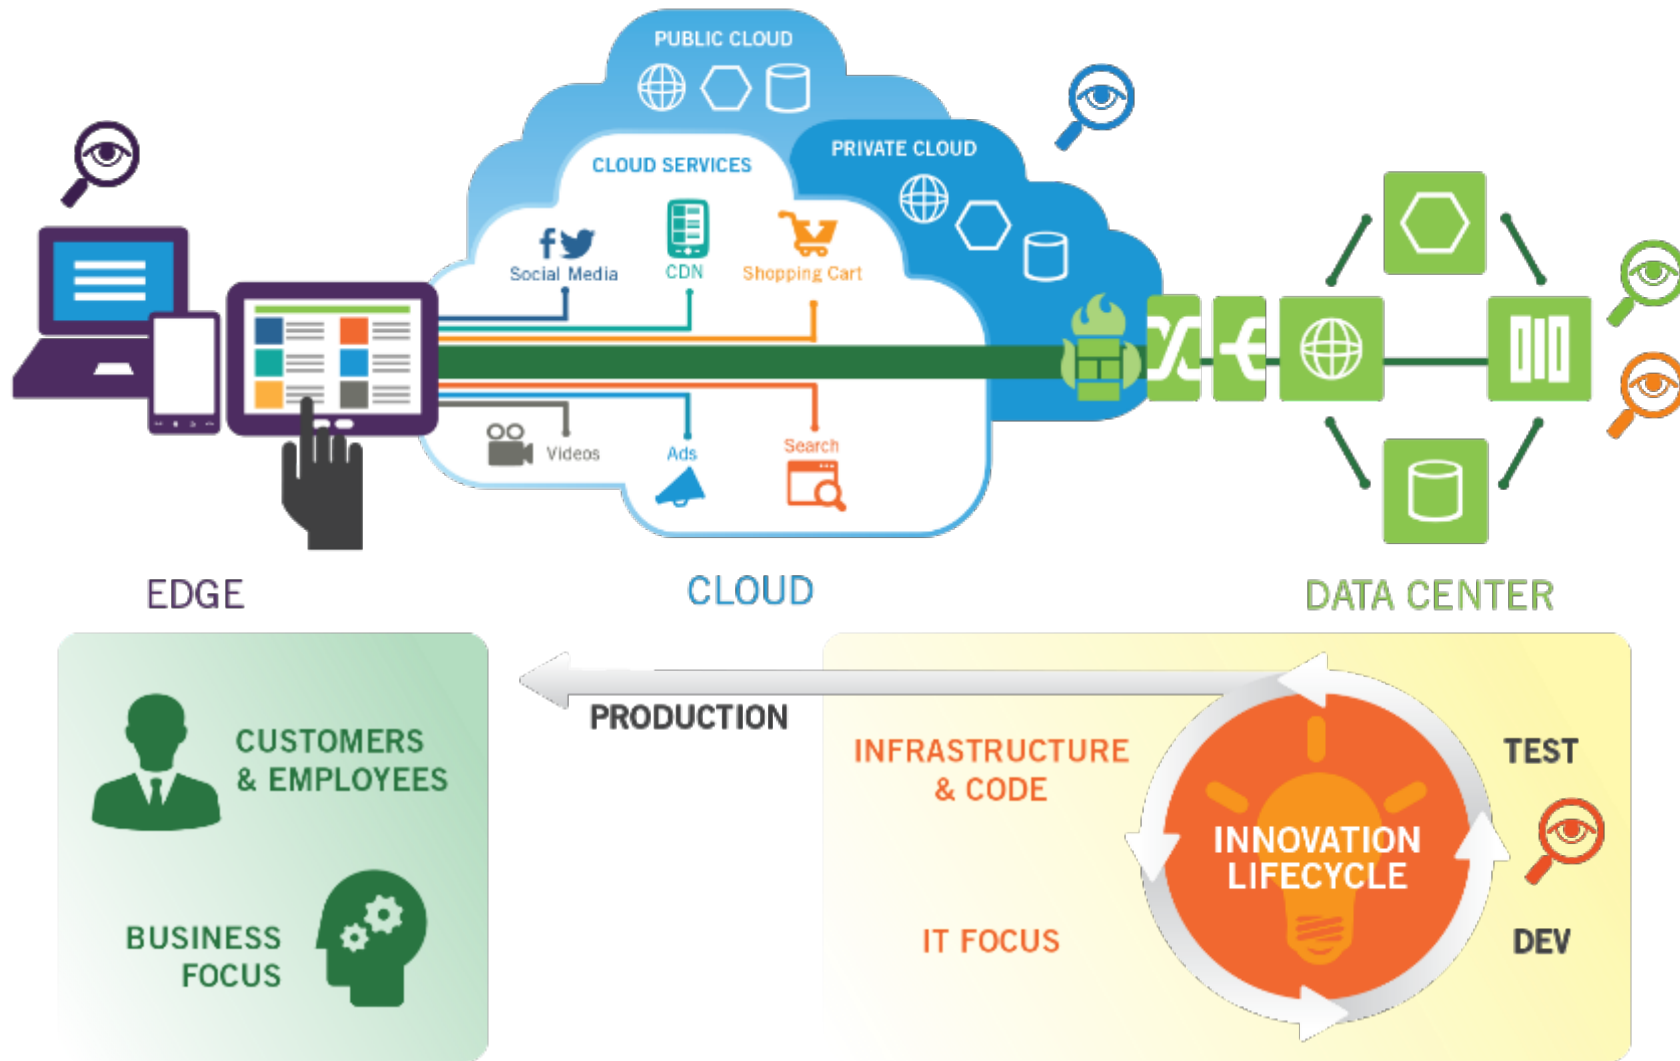 PUBLIC CLOUD
PRIVATE CLOUD
CLOUD SERVICES
Social Media
CDN
Shopping Cart
Videos
Ads
Search
EDGE
CLOUD
DATA CENTER
CUSTOMERS
& EMPLOYEES
BUSINESS
FOCUS
PRODUCTION
INFRASTRUCTURE
& CODE
IT FOCUS
INNOVATION
LIFECYCLE
TEST
DEV